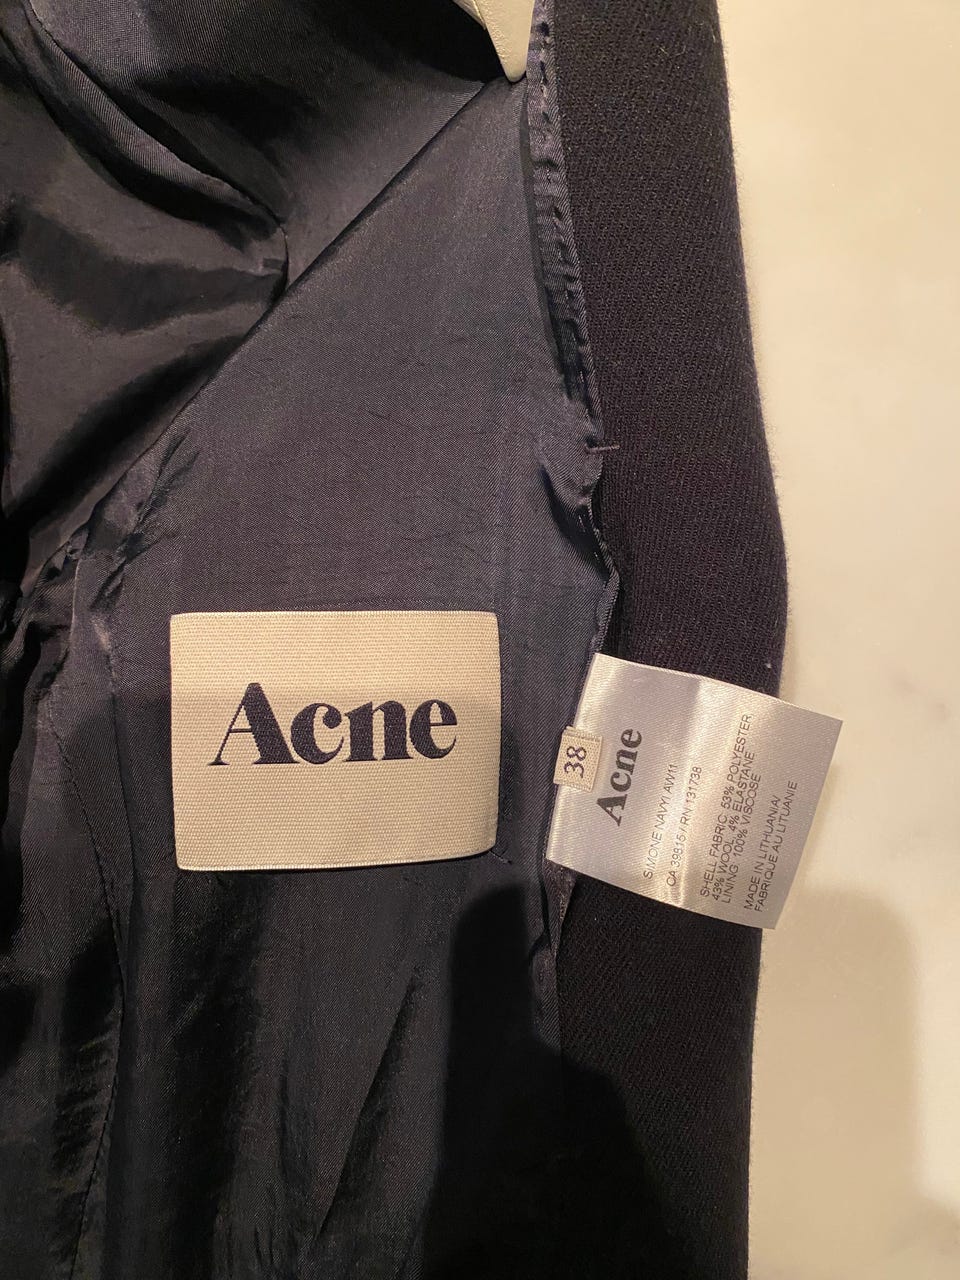 Acne
38
Acne
SIMONE NAVY/ AW11
CA 39815 / RN 131738
SHELL FABRIC: 53% POLYESTER
43% WOOL, 4% ELASTANE
LINING: 100% VISCOSE
MADE IN LITHUANIA/
FABRIQUE AU LITUANIE